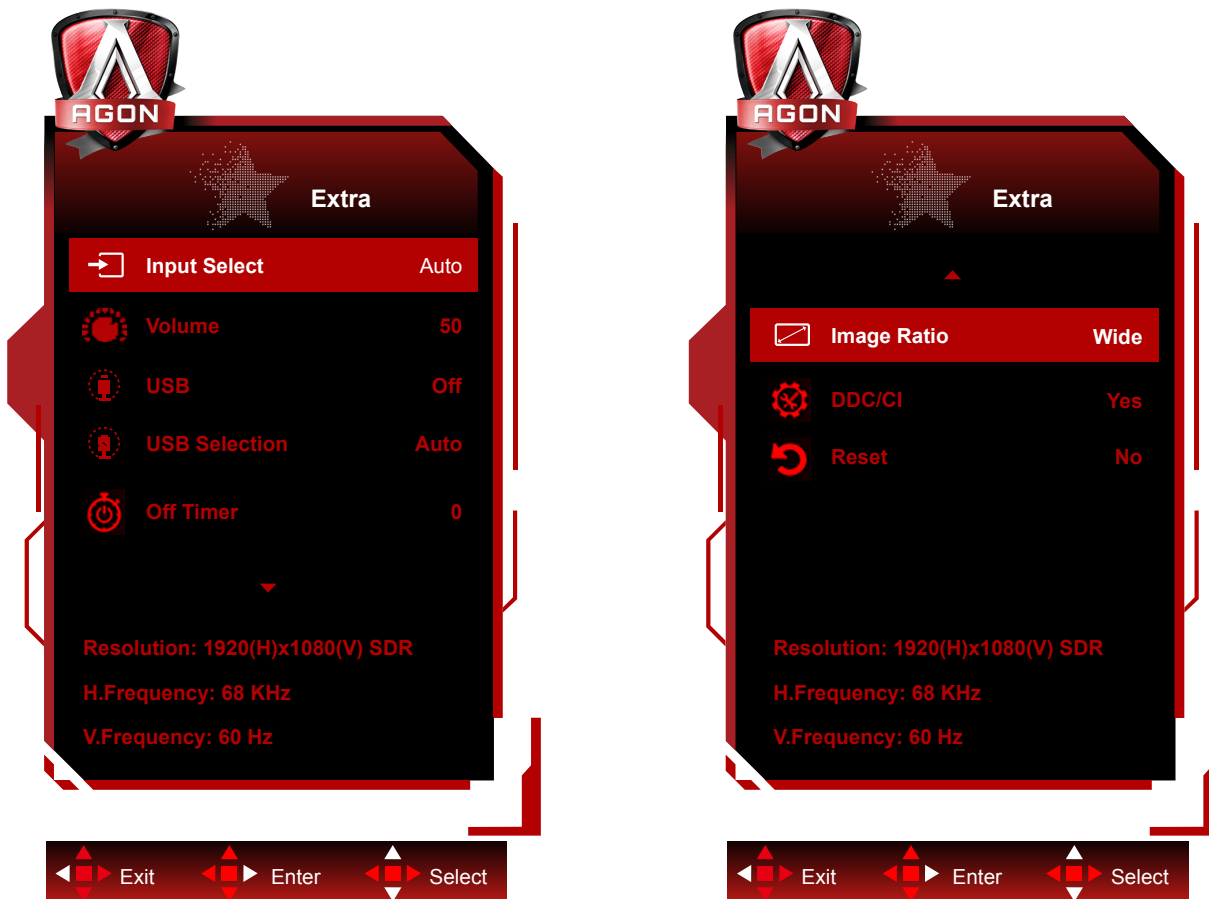 AGON
Extra
Input Select Auto
Volume 50
USB Off
USB Selection Auto
Off Timer 0
Resolution: 1920(H)x1080(V) SDR
H.Frequency: 68 KHz
V.Frequency: 60 Hz
Exit Enter Select
AGON
Extra
Image Ratio Wide
DDC/CI Yes
Reset No
Resolution: 1920(H)x1080(V) SDR
H.Frequency: 68 KHz
V.Frequency: 60 Hz
Exit Enter Select